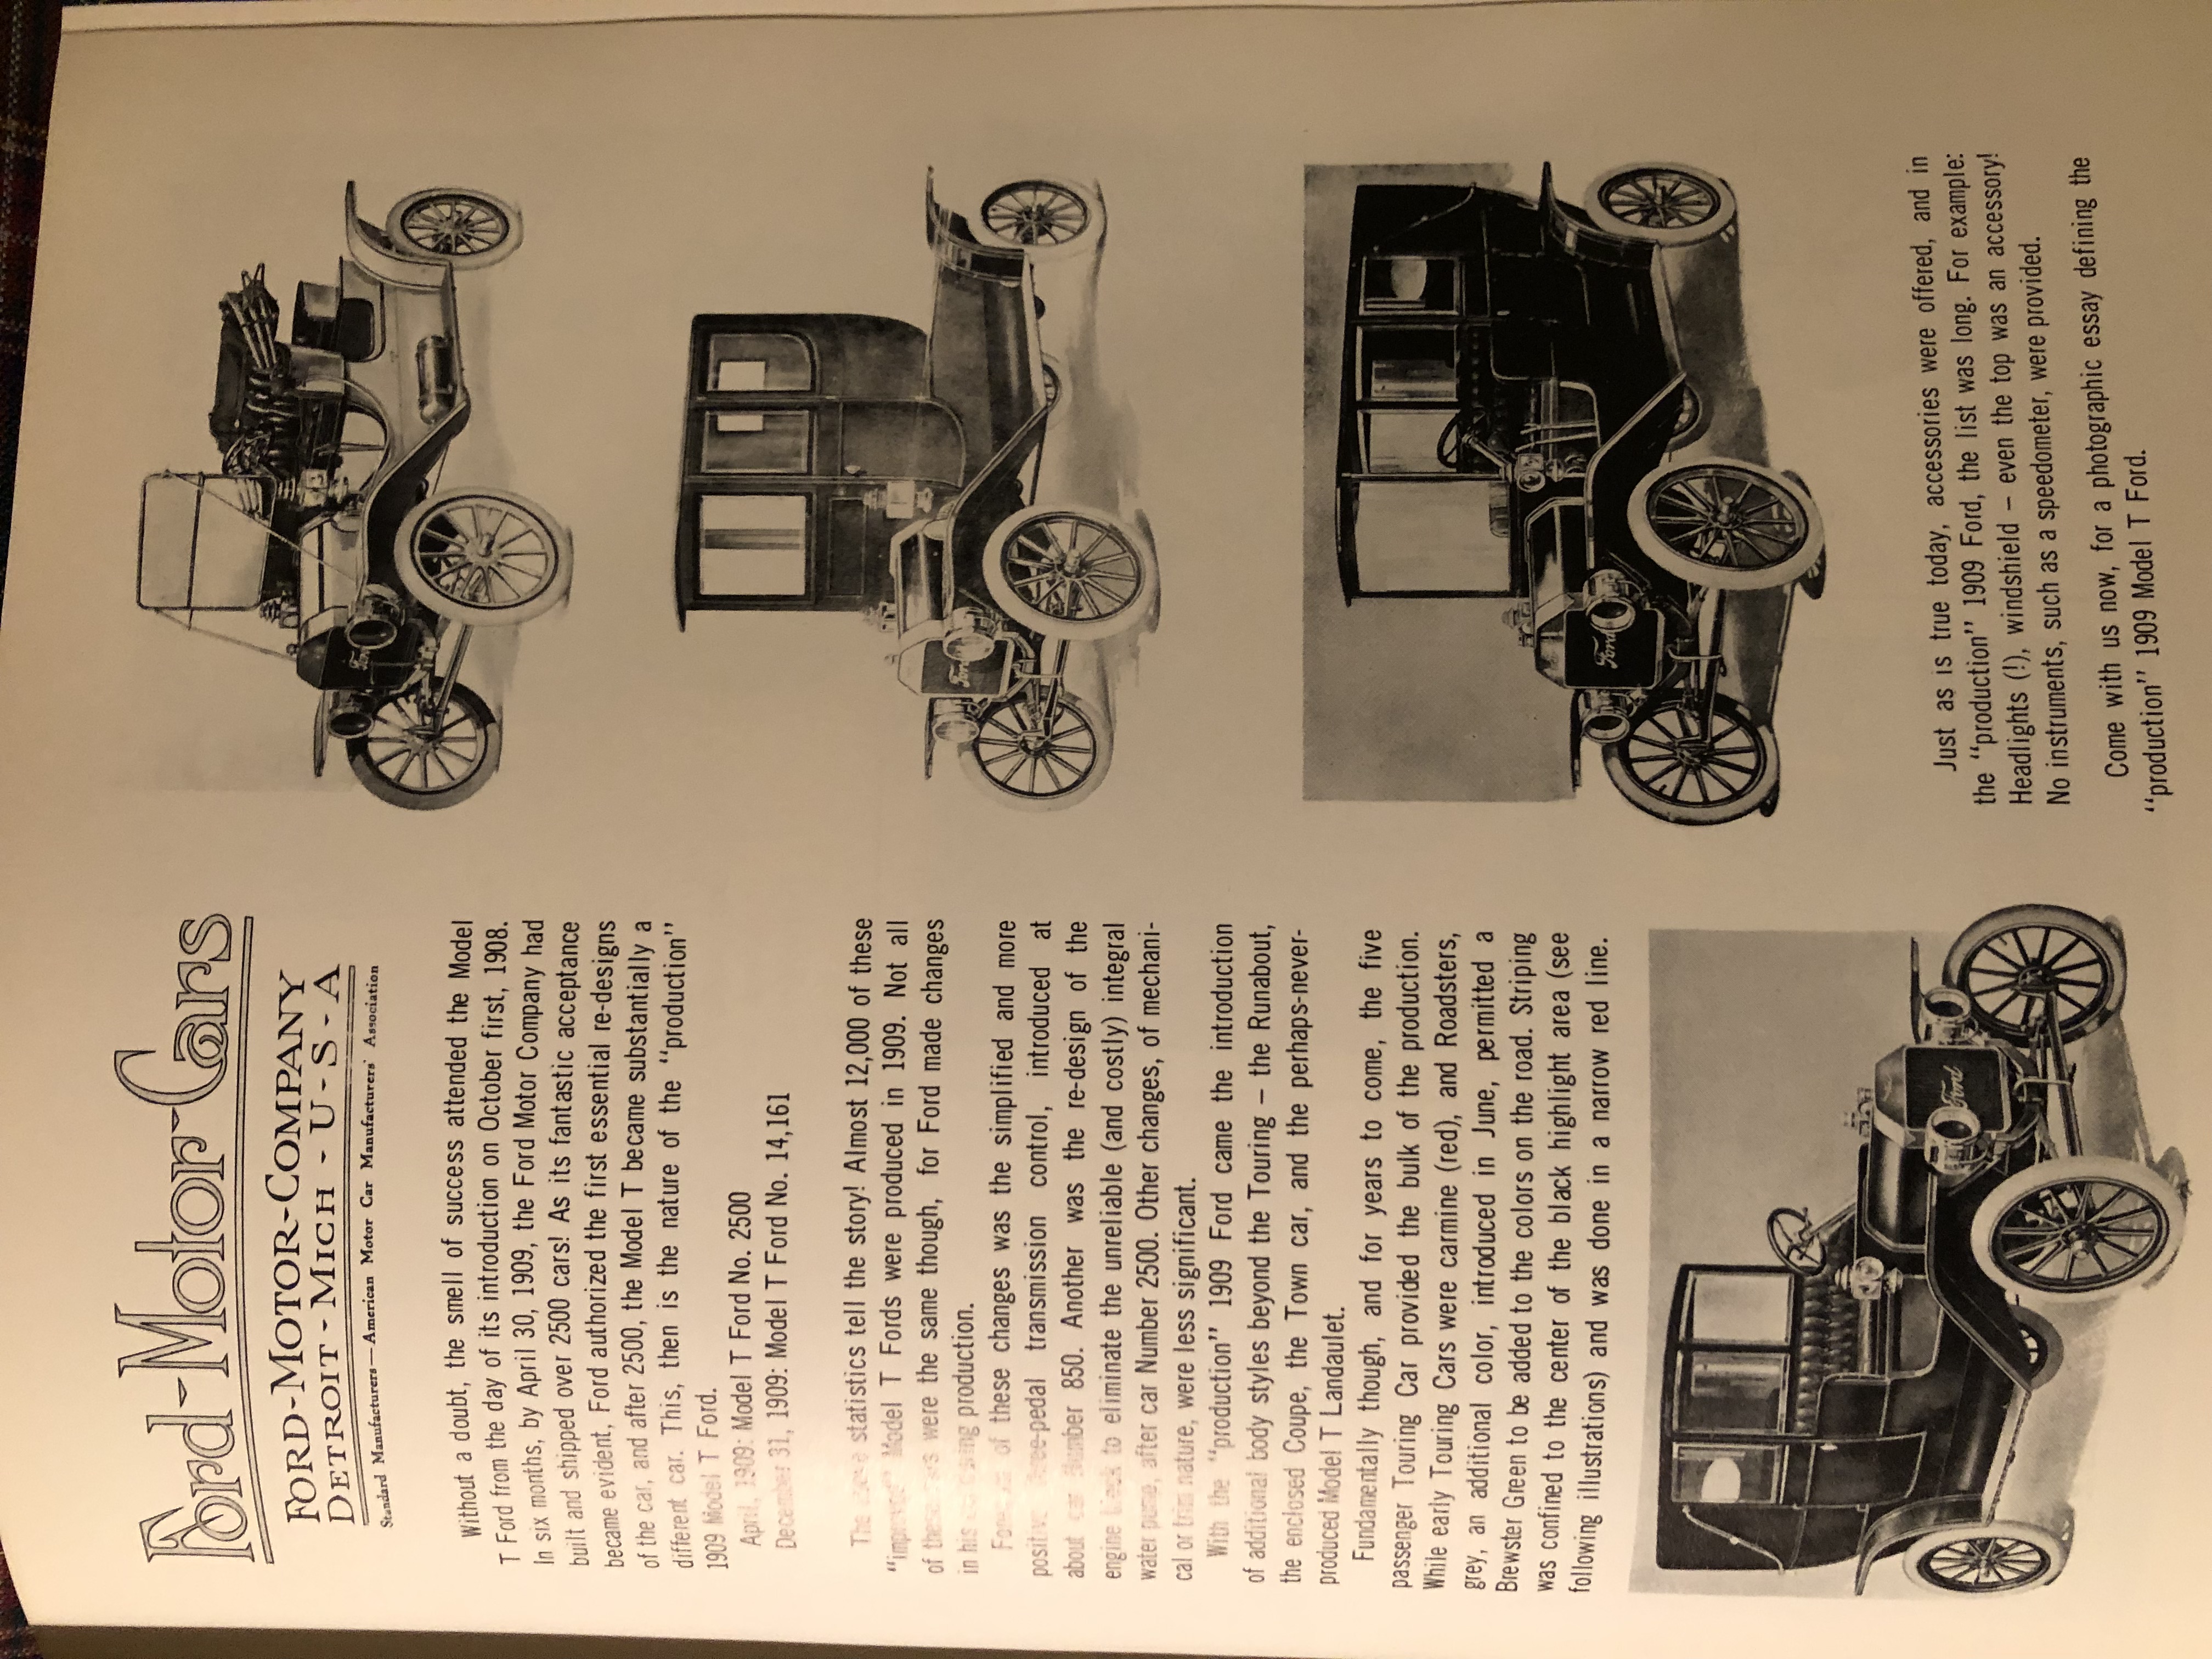 Ford-Motor-Cars
FORD-MOTOR-COMPANY
DETROIT - MICH - U - S - A
Standard Manufacturers—American Motor Car Manufacturers' Association
Without a doubt, the smell of success attended the Model
T Ford from the day of its introduction on October first, 1908.
In six months, by April 30, 1909, the Ford Motor Company had
built and shipped over 2500 cars! As its fantastic acceptance
became evident, Ford authorized the first essential re-designs
of the car, and after 2500, the Model T became substantially a
different car. This, then is the nature of the "production"
1909 Model T Ford.
April, 1909: Model T Ford No. 2500
December 31, 1909: Model T Ford No. 14,161
The above statistics tell the story! Almost 12,000 of these
"improved" Model T Fords were produced in 1909. Not all
of these cars were the same though, for Ford made changes
in his production.
of these changes was the simplified and more
positive three-pedal transmission control, introduced at
about car Number 850. Another was the re-design of the
engine block to eliminate the unreliable (and costly) integral
water pump, after car Number 2500. Other changes, of mechani-
cal or trim nature, were less significant.
With the "production" 1909 Ford came the introduction
of additional body styles beyond the Touring – the Runabout,
the enclosed Coupe, the Town car, and the perhaps-never-
produced Model T Landaulet.
Fundamentally though, and for years to come, the five
passenger Touring Car provided the bulk of the production.
While early Touring Cars were carmine (red), and Roadsters,
grey, an additional color, introduced in June, permitted a
Brewster Green to be added to the colors on the road. Striping
was confined to the center of the black highlight area (see
following illustrations) and was done in a narrow red line.
Ford
Ford
Ford
Ford
Just as is true today, accessories were offered, and in
the "production" 1909 Ford, the list was long. For example:
Headlights (!), windshield – even the top was an accessory!
No instruments, such as a speedometer, were provided.
Come with us now, for a photographic essay defining the
"production" 1909 Model T Ford.